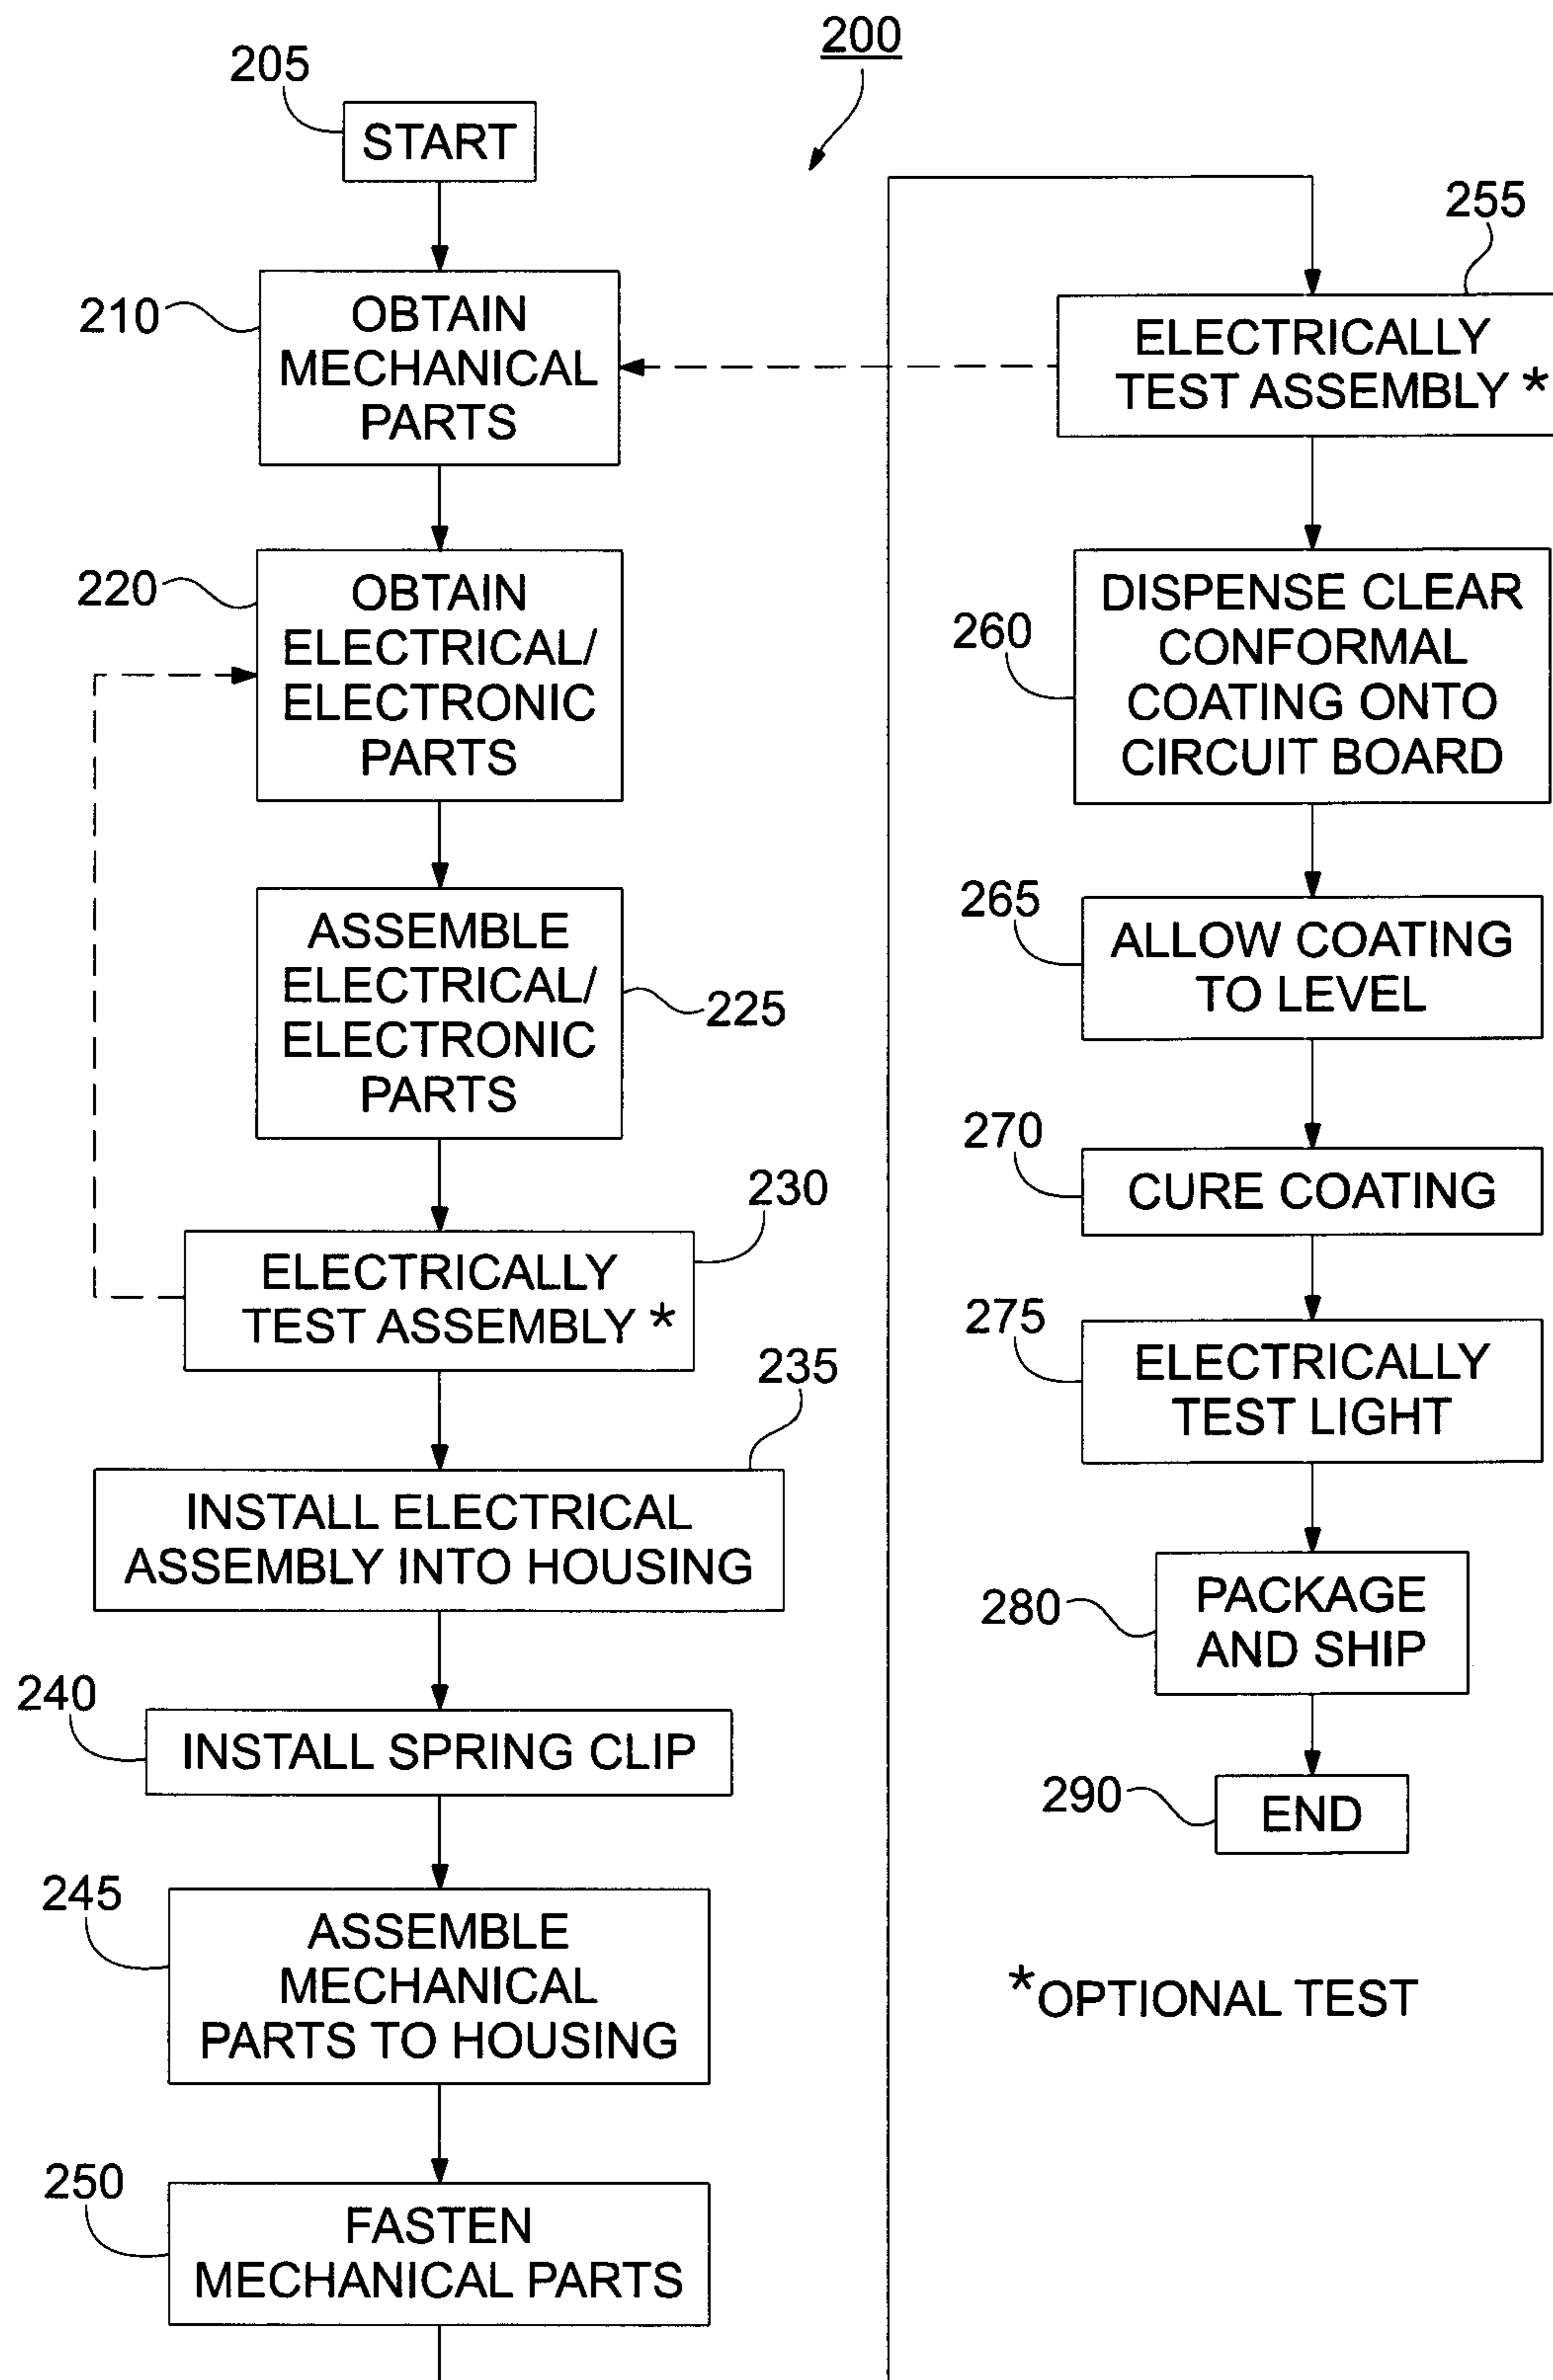 200
205
START
210
OBTAIN
MECHANICAL
PARTS
220
OBTAIN
ELECTRICAL/
ELECTRONIC
PARTS
ASSEMBLE
ELECTRICAL/
ELECTRONIC
PARTS
225
230
ELECTRICALLY
TEST ASSEMBLY *
235
INSTALL ELECTRICAL
ASSEMBLY INTO HOUSING
240
INSTALL SPRING CLIP
245
ASSEMBLE
MECHANICAL
PARTS TO HOUSING
250
FASTEN
MECHANICAL PARTS
255
ELECTRICALLY
TEST ASSEMBLY *
260
DISPENSE CLEAR
CONFORMAL
COATING ONTO
CIRCUIT BOARD
265
ALLOW COATING
TO LEVEL
270
CURE COATING
275
ELECTRICALLY
TEST LIGHT
280
PACKAGE
AND SHIP
290
END
*OPTIONAL TEST